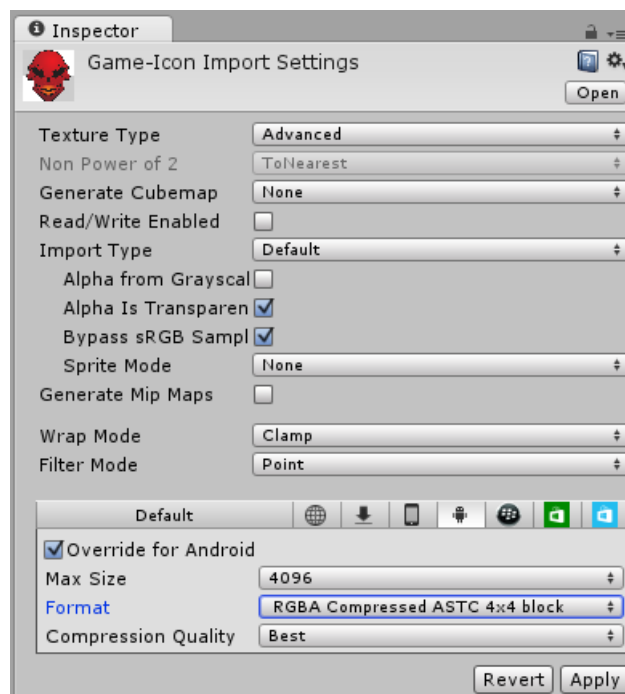 Inspector
Game-Icon Import Settings
Open
Texture Type Advanced
Non Power of 2 ToNearest
Generate Cubemap None
Read/Write Enabled
Import Type Default
Alpha from Grayscal
Alpha Is Transparen
Bypass sRGB Sampl
Sprite Mode None
Generate Mip Maps
Wrap Mode Clamp
Filter Mode Point
Default
Override for Android
Max Size 4096
Format RGBA Compressed ASTC 4x4 block
Compression Quality Best
Revert Apply